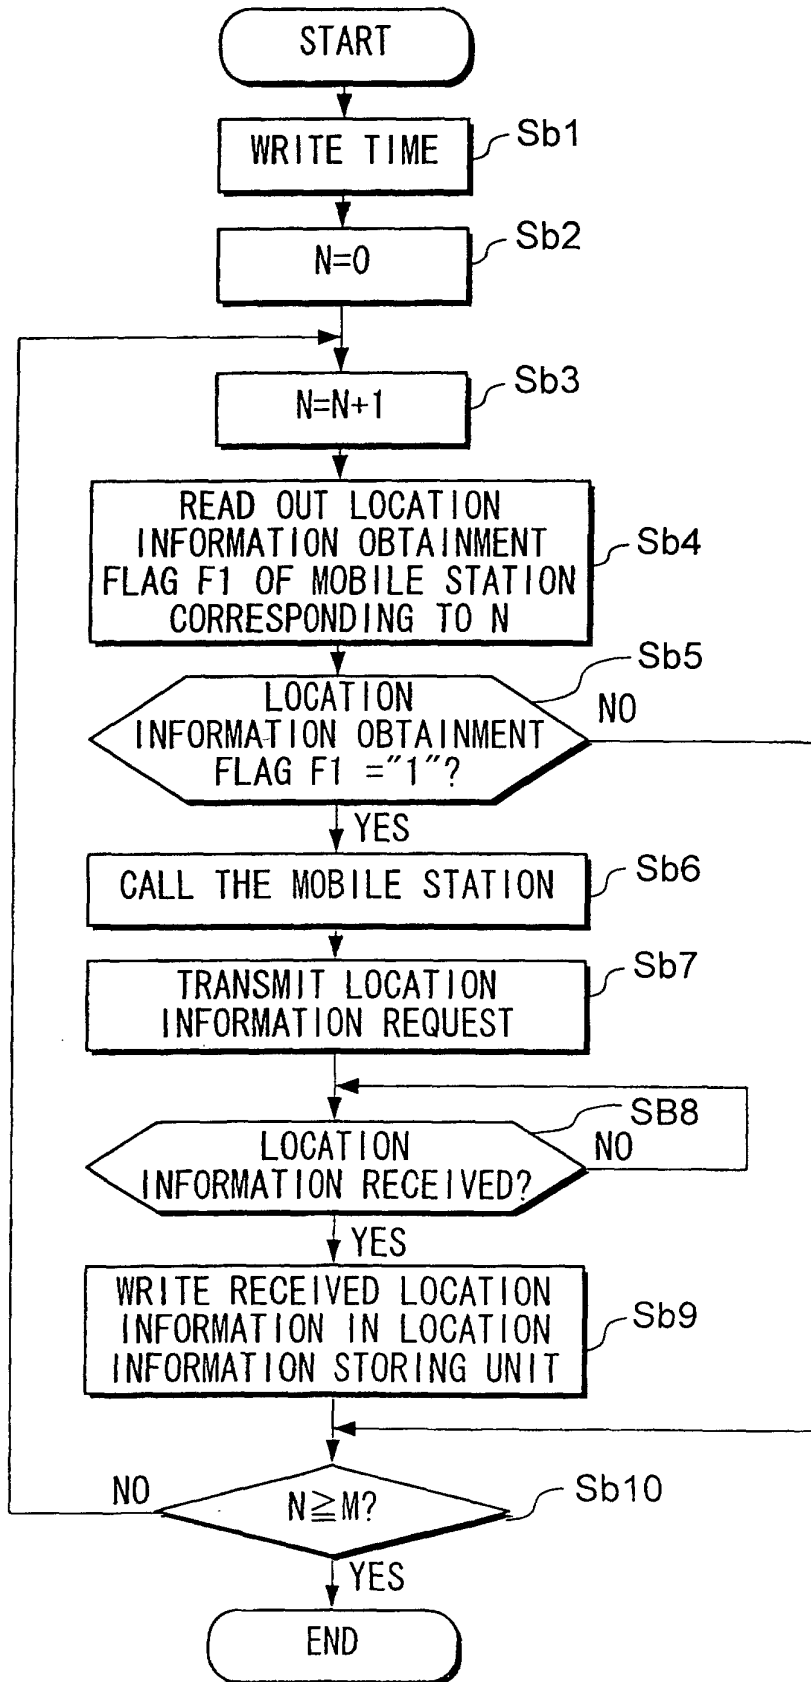 START
WRITE TIME
Sb1
N=0
Sb2
N=N+1
Sb3
READ OUT LOCATION
INFORMATION OBTAINMENT
FLAG F1 OF MOBILE STATION
CORRESPONDING TO N
Sb4
LOCATION
INFORMATION OBTAINMENT
FLAG F1 ="1"?
Sb5
NO
YES
CALL THE MOBILE STATION
Sb6
TRANSMIT LOCATION
INFORMATION REQUEST
Sb7
LOCATION
INFORMATION RECEIVED?
SB8
NO
YES
WRITE RECEIVED LOCATION
INFORMATION IN LOCATION
INFORMATION STORING UNIT
Sb9
NO
N≧M?
Sb10
YES
END